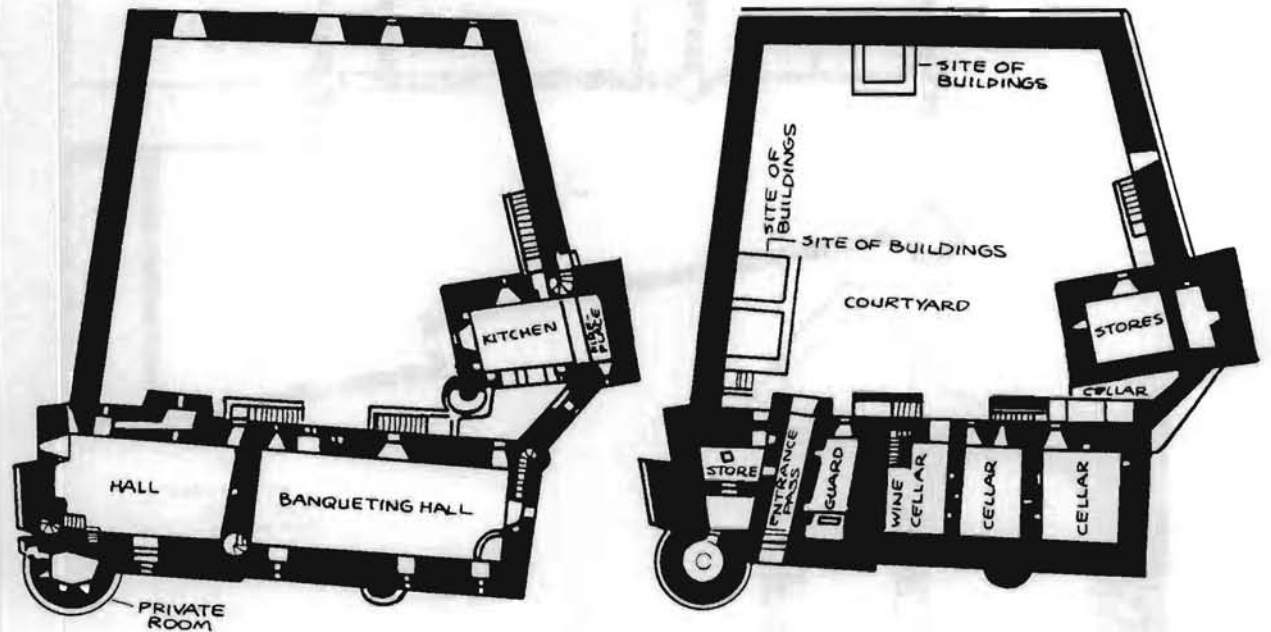 KITCHEN
FIRE-
PLACE
HALL
BANQUETING HALL
PRIVATE
ROOM
SITE OF
BUILDINGS
SITE OF
BUILDINGS
SITE OF BUILDINGS
COURTYARD
STORES
CELLAR
STORE
ENTRANCE
PASS
GUARD
WINE
CELLAR
CELLAR
CELLAR
C